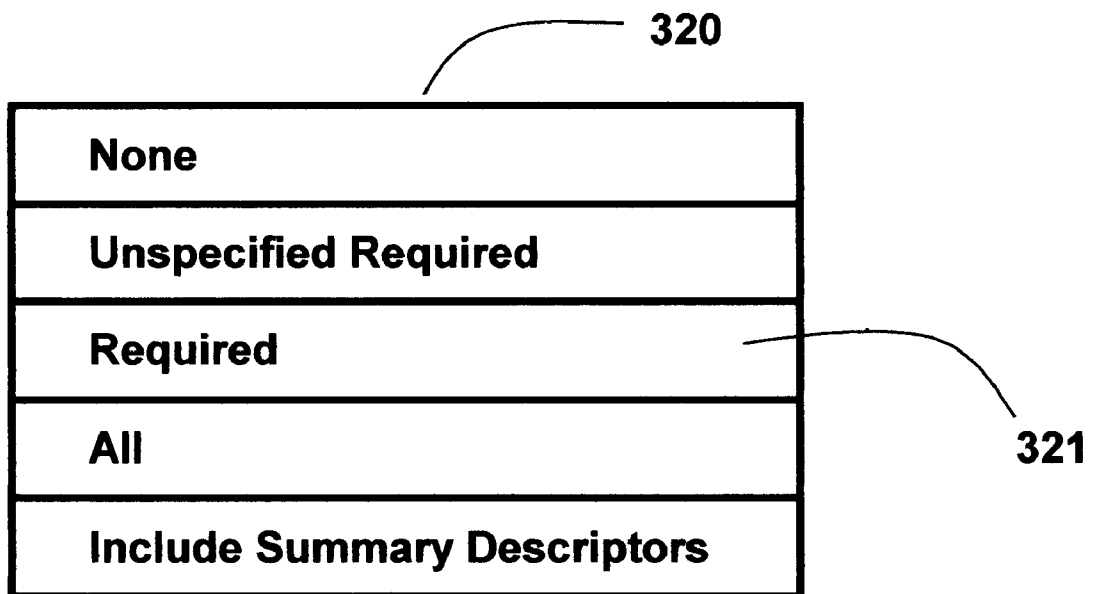 320
None
Unspecified Required
Required
All
321
Include Summary Descriptors